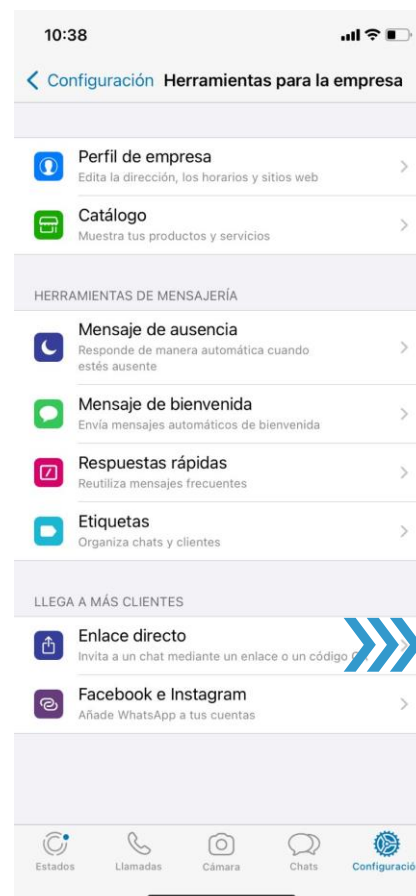 10:38
Configuración Herramientas para la empresa
Perfil de empresa
Edita la dirección, los horarios y sitios web
Catálogo
Muestra tus productos y servicios
HERRAMIENTAS DE MENSAJERÍA
Mensaje de ausencia
Responde de manera automática cuando
estés ausente
Mensaje de bienvenida
Envía mensajes automáticos de bienvenida
Respuestas rápidas
Reutiliza mensajes frecuentes
Etiquetas
Organiza chats y clientes
LLEGA A MÁS CLIENTES
Enlace directo
Invita a un chat mediante un enlace o un código
Facebook e Instagram
Añade WhatsApp a tus cuentas
Estados Llamadas Cámara Chats Configuració